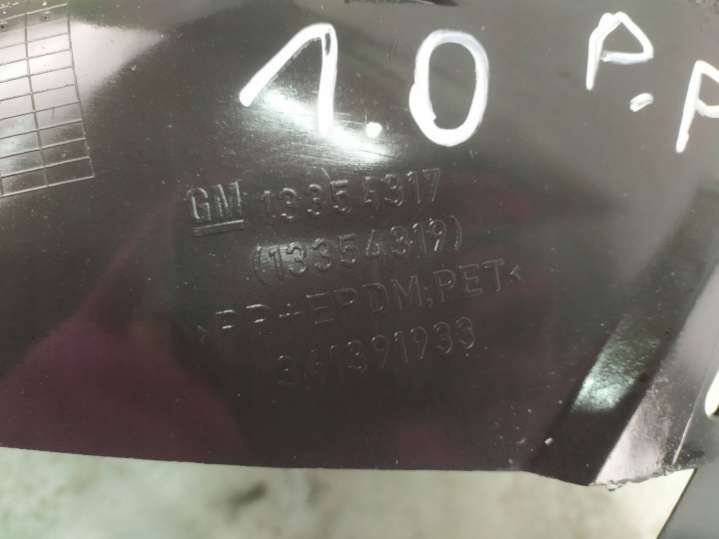 1.0 P.P
GM 13354317
(13354319)
>PP+EPDM;PET<
361391933